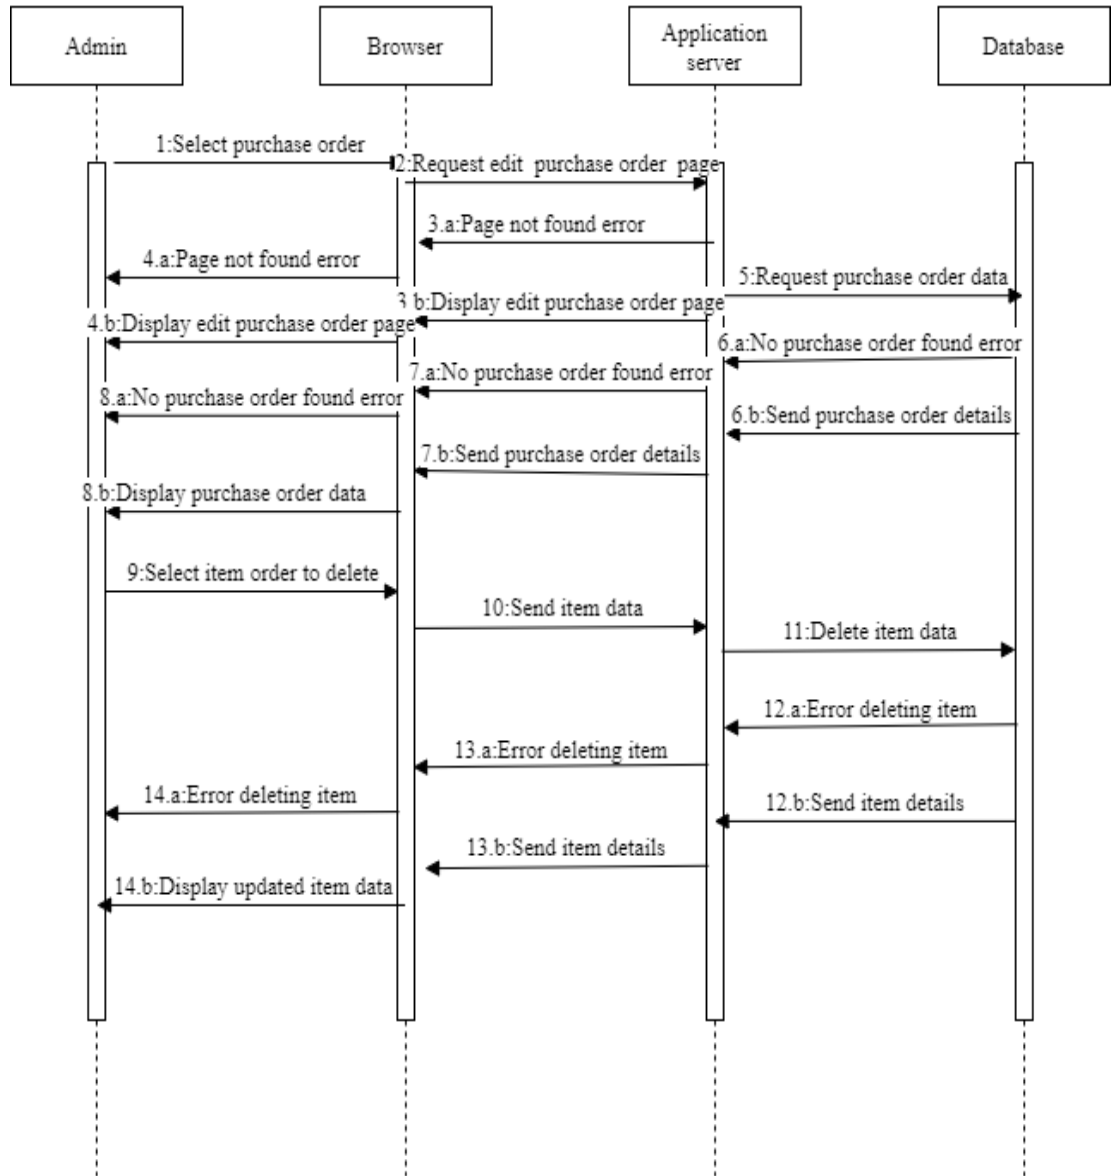 Admin
Browser
Application
server
Database
1:Select purchase order
2:Request edit  purchase order  page
3.a:Page not found error
4.a:Page not found error
5:Request purchase order data
3.b:Display edit purchase order page
4.b:Display edit purchase order page
6.a:No purchase order found error
7.a:No purchase order found error
8.a:No purchase order found error
6.b:Send purchase order details
7.b:Send purchase order details
8.b:Display purchase order data
9:Select item order to delete
10:Send item data
11:Delete item data
12.a:Error deleting item
13.a:Error deleting item
14.a:Error deleting item
12.b:Send item details
13.b:Send item details
14.b:Display updated item data